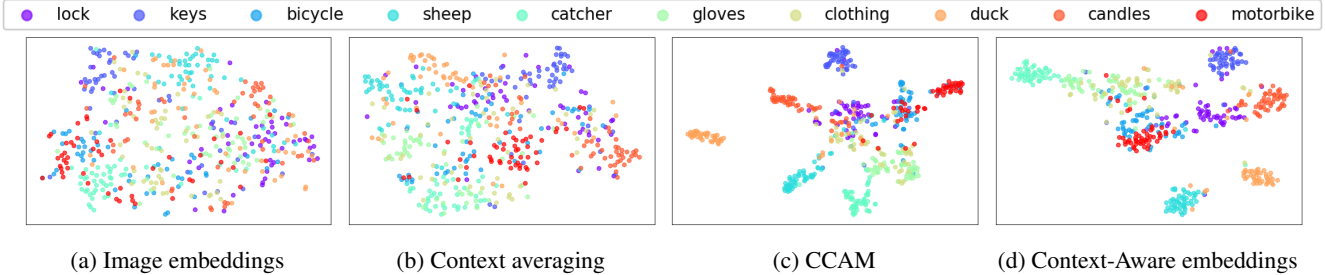 lock keys bicycle sheep catcher gloves clothing duck candles motorbike
(a) Image embeddings (b) Context averaging (c) CCAM (d) Context-Aware embeddings